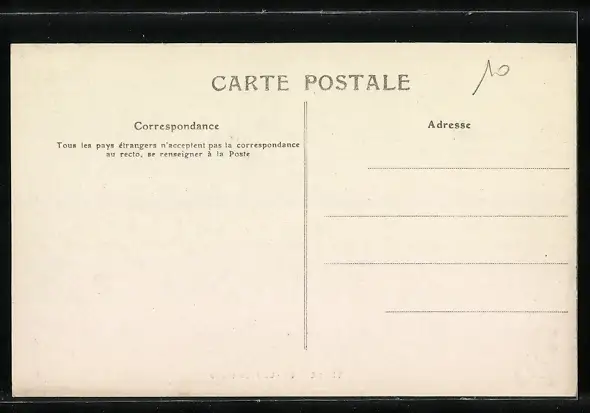 CARTE POSTALE
10
Correspondance
Tous les pays étrangers n'acceptent pas la correspondance
au recto, se renseigner à la Poste
Adresse